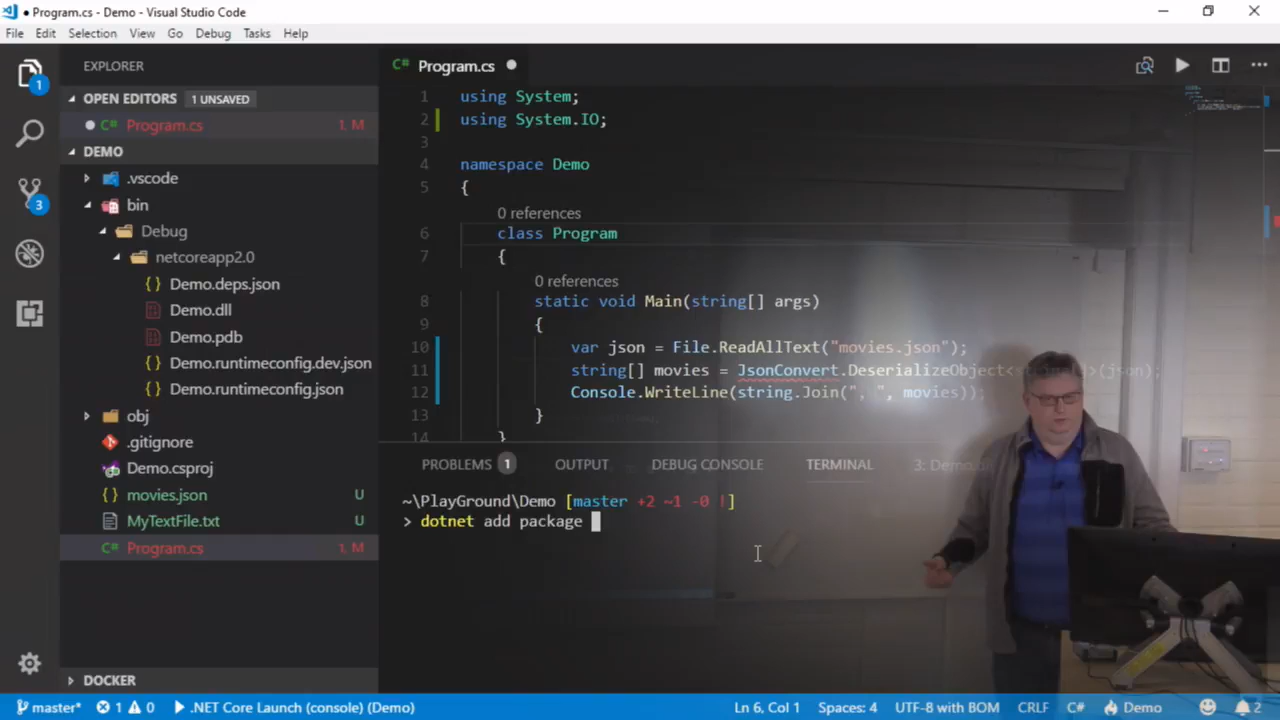 Program.cs - Demo - Visual Studio Code
File Edit Selection View Go Debug Tasks Help
EXPLORER
OPEN EDITORS 1 UNSAVED
Program.cs 1, M
DEMO
.vscode
bin
Debug
netcoreapp2.0
Demo.deps.json
Demo.dll
Demo.pdb
Demo.runtimeconfig.dev.json
Demo.runtimeconfig.json
obj
.gitignore
Demo.csproj
movies.json U
MyTextFile.txt U
Program.cs 1, M
DOCKER
1
3
Program.cs
1 using System;
2 using System.IO;
3
4 namespace Demo
5 {
0 references
6 class Program
7 {
0 references
8 static void Main(string[] args)
9 {
10 var json = File.ReadAllText("movies.json");
11 string[] movies = JsonConvert.DeserializeObject<string[]>(json);
12 Console.WriteLine(string.Join(", ", movies));
13 }
14 }
PROBLEMS 1 OUTPUT DEBUG CONSOLE TERMINAL
~\PlayGround\Demo [master +2 ~1 -0 !]
> dotnet add package
master* 1 0 .NET Core Launch (console) (Demo) Ln 6, Col 1 Spaces: 4 UTF-8 with BOM CRLF C# Demo 2